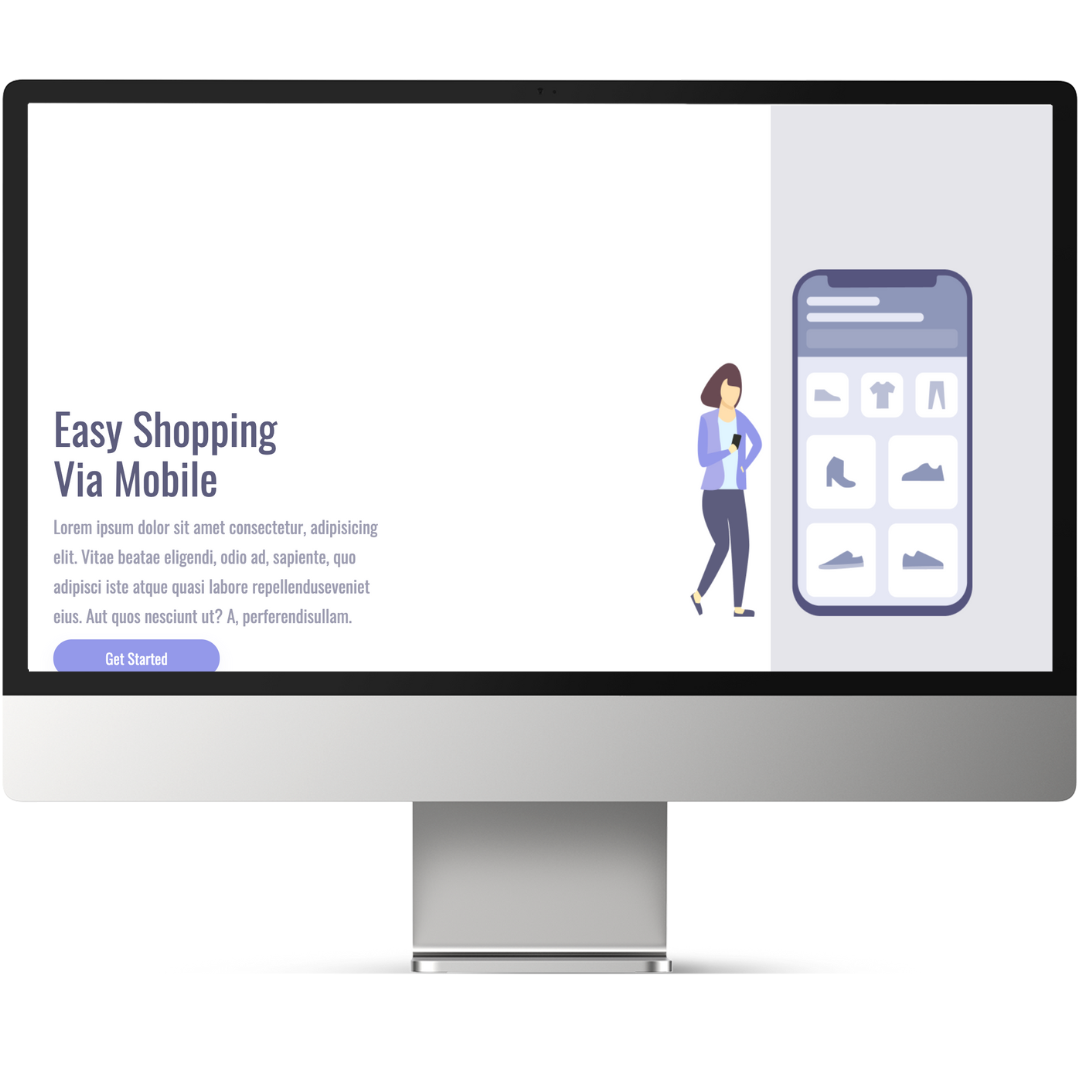 Easy Shopping
Via Mobile
Lorem ipsum dolor sit amet consectetur, adipisicing
elit. Vitae beatae eligendi, odio ad, sapiente, quo
adipisci iste atque quasi labore repellenduseveniet
eius. Aut quos nesciunt ut? A, perferendisullam.
Get Started